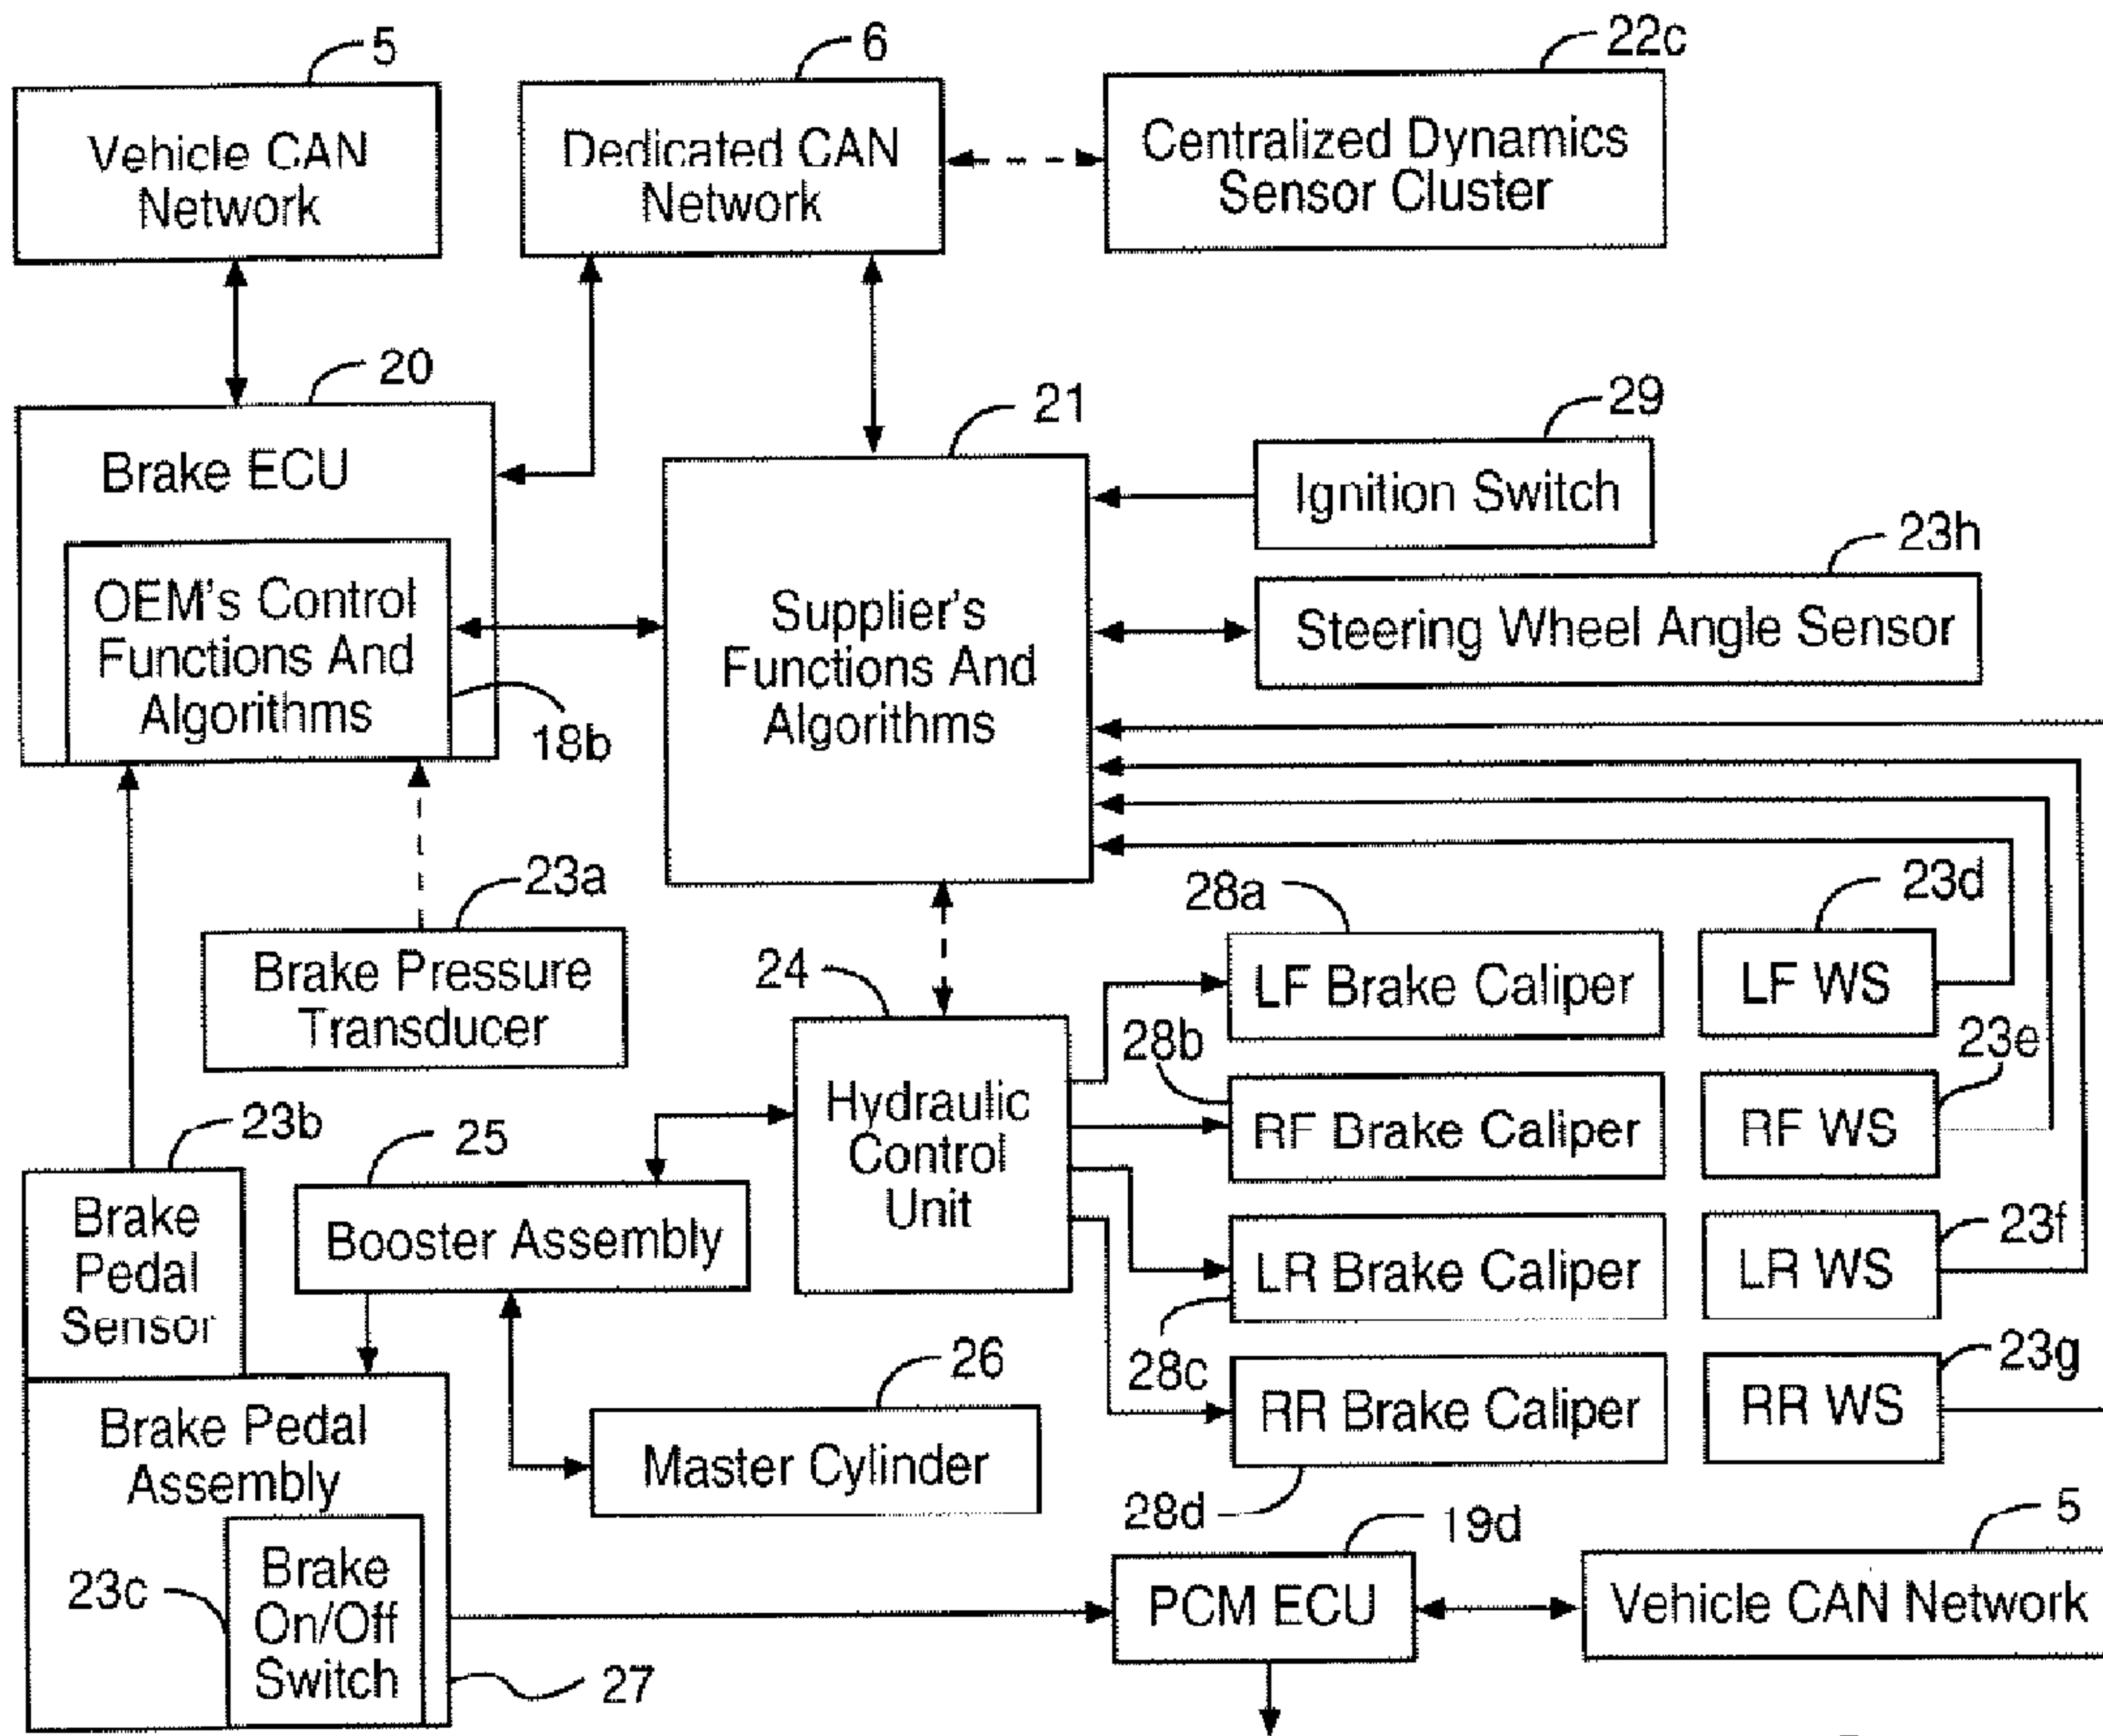 5
6
22c
Vehicle CAN
Network
Dedicated CAN
Network
Centralized Dynamics
Sensor Cluster
20
21
29
Brake ECU
Ignition Switch
23h
OEM's Control
Functions And
Algorithms
Supplier's
Functions And
Algorithms
Steering Wheel Angle Sensor
18b
23a
Brake Pressure
Transducer
24
28a
23d
LF Brake Caliper
LF WS
28b
23e
Hydraulic
Control
Unit
RF Brake Caliper
RF WS
23b
25
Brake
Pedal
Sensor
Booster Assembly
23f
LR Brake Caliper
LR WS
28c
26
23g
RR Brake Caliper
RR WS
Brake Pedal
Assembly
Master Cylinder
28d
19d
5
23c
Brake
On/Off
Switch
PCM ECU
Vehicle CAN Network
27